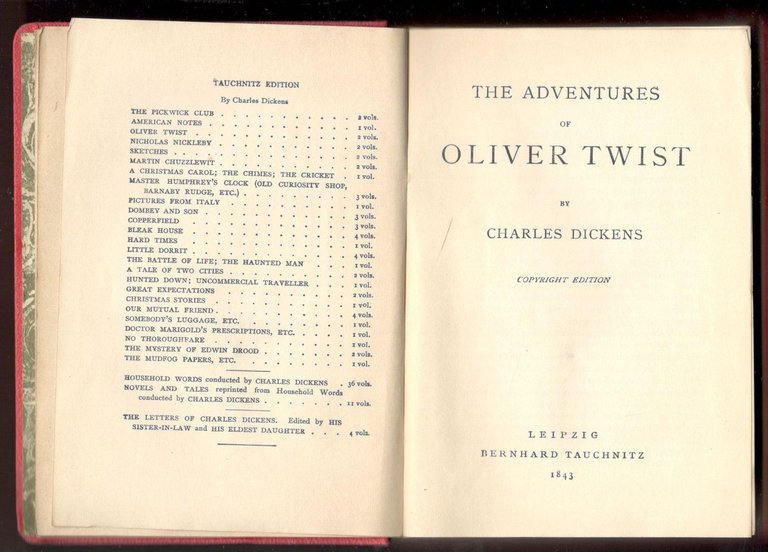 TAUCHNITZ EDITION
By Charles Dickens
THE PICKWICK CLUB . . . . . . . . . . . 2 vols.
AMERICAN NOTES . . . . . . . . . . . 1 vol.
OLIVER TWIST . . . . . . . . . . . . 2 vols.
NICHOLAS NICKLEBY . . . . . . . . . . 2 vols.
SKETCHES . . . . . . . . . . . . . 2 vols.
MARTIN CHUZZLEWIT . . . . . . . . . . 2 vols.
A CHRISTMAS CAROL; THE CHIMES; THE CRICKET . 1 vol.
MASTER HUMPHREY'S CLOCK (OLD CURIOSITY SHOP,
BARNABY RUDGE, ETC.) . . . . . . . . . 3 vols.
PICTURES FROM ITALY . . . . . . . . . . 1 vol.
DOMBEY AND SON . . . . . . . . . . . 3 vols.
COPPERFIELD . . . . . . . . . . . . 3 vols.
BLEAK HOUSE . . . . . . . . . . . . 4 vols.
HARD TIMES . . . . . . . . . . . . 1 vol.
LITTLE DORRIT . . . . . . . . . . . . 4 vols.
THE BATTLE OF LIFE; THE HAUNTED MAN . . . . 1 vol.
A TALE OF TWO CITIES . . . . . . . . . . 2 vols.
HUNTED DOWN; UNCOMMERCIAL TRAVELLER . . . 1 vol.
GREAT EXPECTATIONS . . . . . . . . . . 2 vols.
CHRISTMAS STORIES . . . . . . . . . . 1 vol.
OUR MUTUAL FRIEND . . . . . . . . . . 4 vols.
SOMEBODY'S LUGGAGE, ETC. . . . . . . . . 1 vol.
DOCTOR MARIGOLD'S PRESCRIPTIONS, ETC. . . . . 1 vol.
NO THOROUGHFARE . . . . . . . . . . 1 vol.
THE MYSTERY OF EDWIN DROOD . . . . . . . 2 vols.
THE MUDFOG PAPERS, ETC. . . . . . . . . 1 vol.
HOUSEHOLD WORDS conducted by CHARLES DICKENS . 36 vols.
NOVELS AND TALES reprinted from Household Words
conducted by CHARLES DICKENS . . . . . . . 11 vols.
THE LETTERS OF CHARLES DICKENS. Edited by HIS
SISTER-IN-LAW and HIS ELDEST DAUGHTER . . . 4 vols.
THE ADVENTURES
OF
OLIVER TWIST
BY
CHARLES DICKENS
COPYRIGHT EDITION
LEIPZIG
BERNHARD TAUCHNITZ
1843